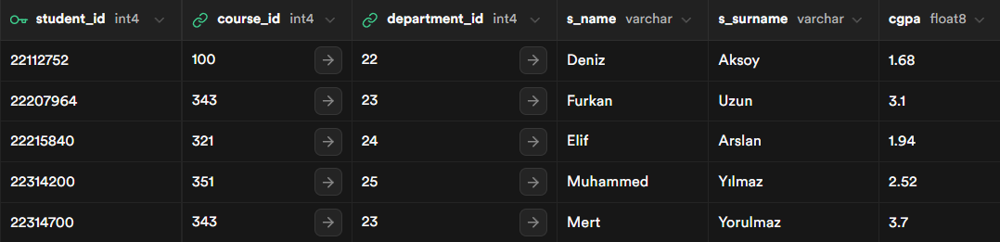 student_id int4 course_id int4 department_id int4 s_name varchar s_surname varchar cgpa float8
22112752 100 22 Deniz Aksoy 1.68
22207964 343 23 Furkan Uzun 3.1
22215840 321 24 Elif Arslan 1.94
22314200 351 25 Muhammed Yılmaz 2.52
22314700 343 23 Mert Yorulmaz 3.7